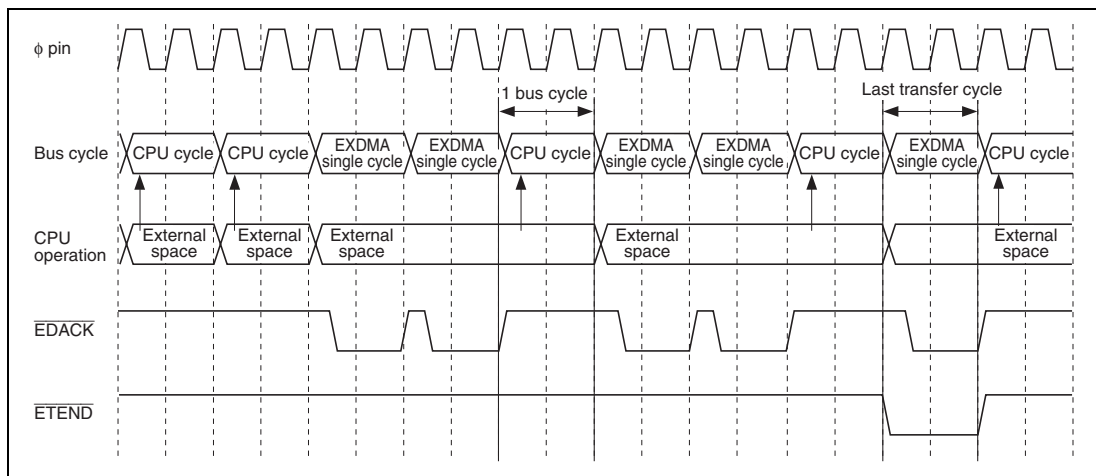 φ pin
1 bus cycle
Last transfer cycle
Bus cycle
CPU cycle
CPU cycle
EXDMA
single cycle
EXDMA
single cycle
CPU cycle
EXDMA
single cycle
EXDMA
single cycle
CPU cycle
EXDMA
single cycle
CPU cycle
CPU
operation
External
space
External
space
External
space
External
space
External
space
EDACK
ETEND